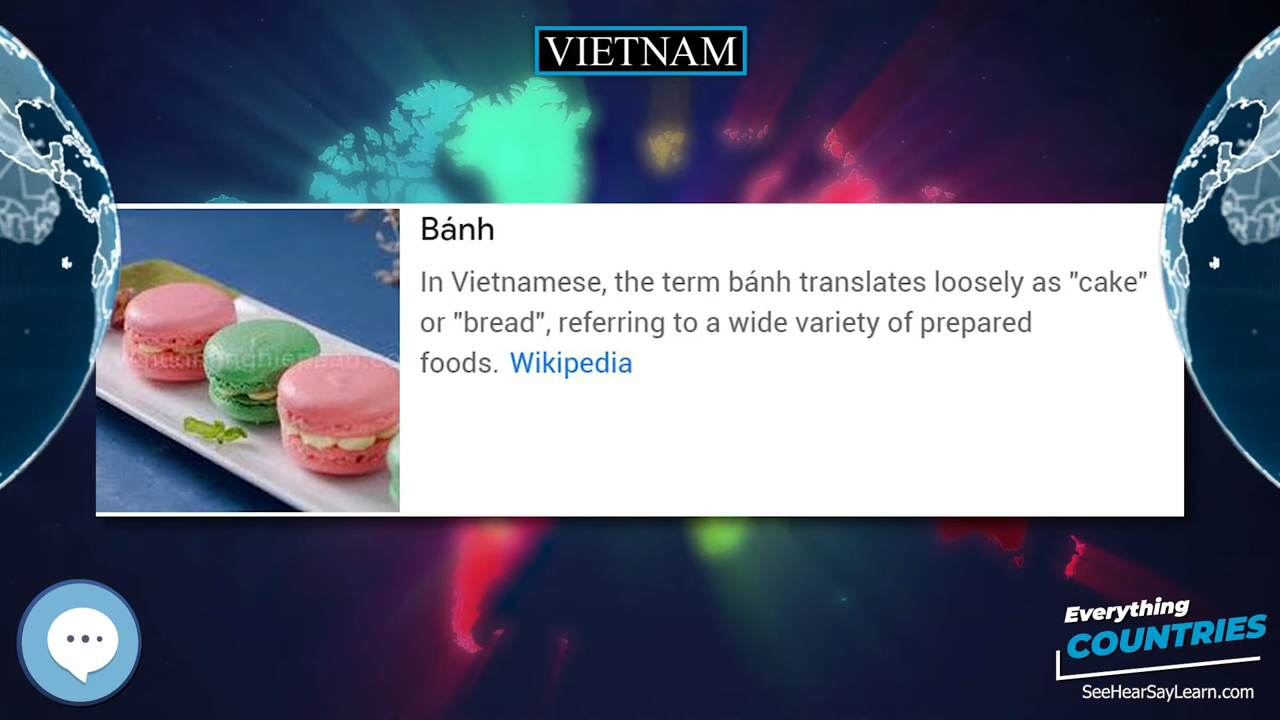 VIETNAM
Bánh
In Vietnamese, the term bánh translates loosely as "cake"
or "bread", referring to a wide variety of prepared
foods. Wikipedia
Everything
COUNTRIES
SeeHearSayLearn.com